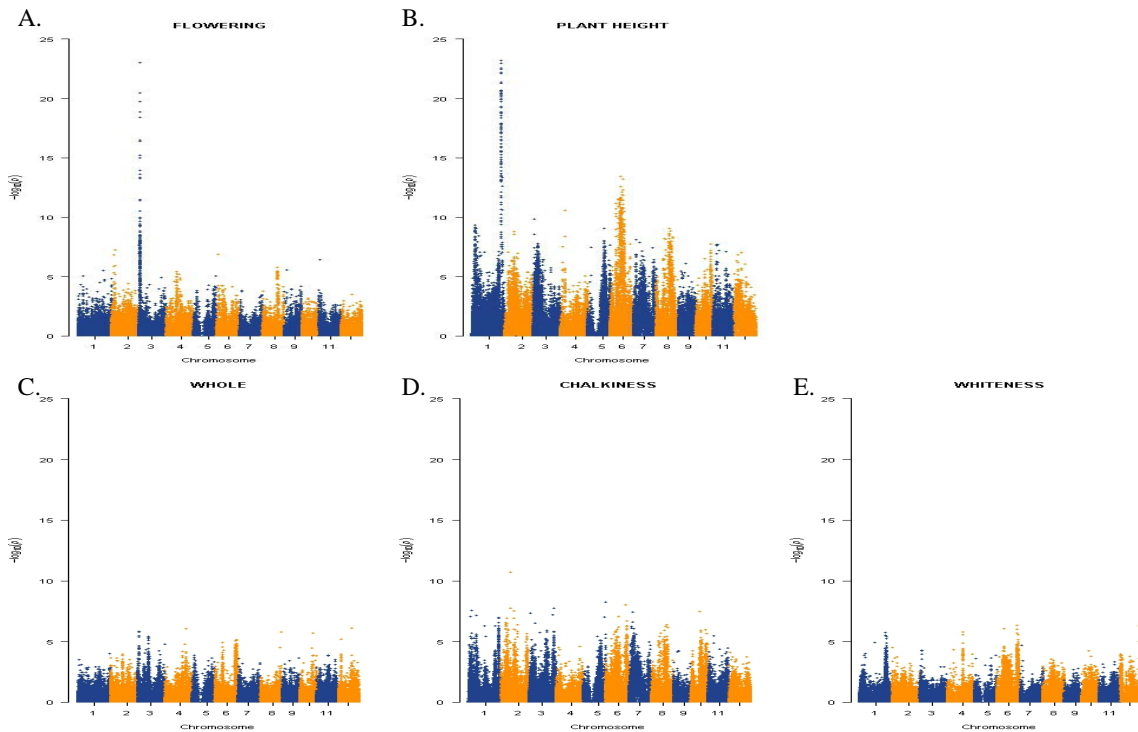 A.
FLOWERING
25
20
15
10
5
0
-log10(p)
1 2 3 4 5 6 7 8 9 11
Chromosome
B.
PLANT HEIGHT
25
20
15
10
5
0
-log10(p)
1 2 3 4 5 6 7 8 9 11
Chromosome
C.
WHOLE
25
20
15
10
5
0
-log10(p)
1 2 3 4 5 6 7 8 9 11
Chromosome
D.
CHALKINESS
25
20
15
10
5
0
-log10(p)
1 2 3 4 5 6 7 8 9 11
Chromosome
E.
WHITENESS
25
20
15
10
5
0
-log10(p)
1 2 3 4 5 6 7 8 9 11
Chromosome